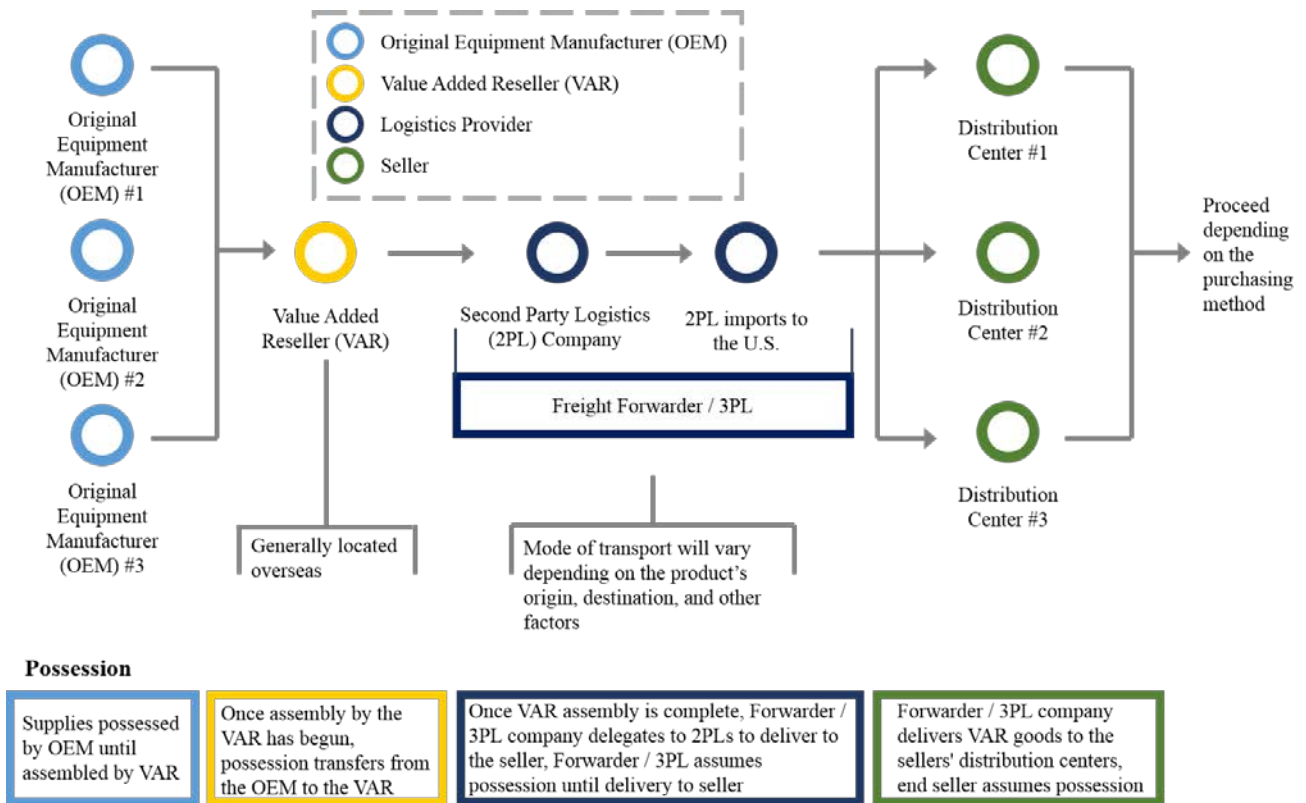 Original Equipment Manufacturer (OEM)
Value Added Reseller (VAR)
Logistics Provider
Seller
Original
Equipment
Manufacturer
(OEM) #1
Original
Equipment
Manufacturer
(OEM) #2
Original
Equipment
Manufacturer
(OEM) #3
Value Added
Reseller (VAR)
Generally located
overseas
Second Party Logistics
(2PL) Company
2PL imports to
the U.S.
Freight Forwarder / 3PL
Mode of transport will vary
depending on the product’s
origin, destination, and other
factors
Distribution
Center #1
Distribution
Center #2
Distribution
Center #3
Proceed
depending
on the
purchasing
method
Possession
Supplies possessed
by OEM until
assembled by VAR
Once assembly by the
VAR has begun,
possession transfers from
the OEM to the VAR
Once VAR assembly is complete, Forwarder /
3PL company delegates to 2PLs to deliver to
the seller, Forwarder / 3PL assumes
possession until delivery to seller
Forwarder / 3PL company
delivers VAR goods to the
sellers' distribution centers,
end seller assumes possession